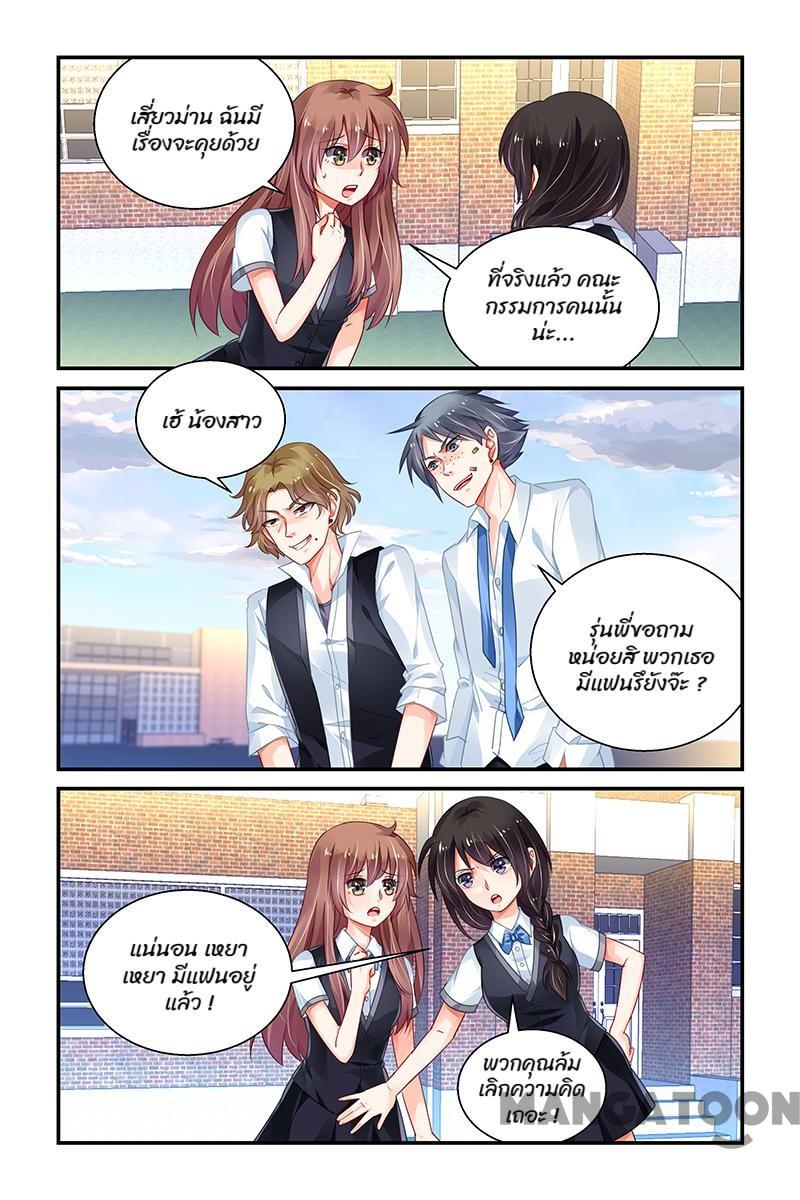 เสี่ยวม่าน ฉันมี
เรื่องจะคุยด้วย
ที่จริงแล้ว คณะ
กรรมการคนนั้น
น่ะ...
เฮ้ น้องสาว
รุ่นพี่ขอถาม
หน่อยสิ พวกเธอ
มีแฟนรึยังจ๊ะ ?
แน่นอน เหยา
เหยา มีแฟนอยู่
แล้ว !
พวกคุณล้ม
เลิกความคิด
เถอะ !
MANGATOON